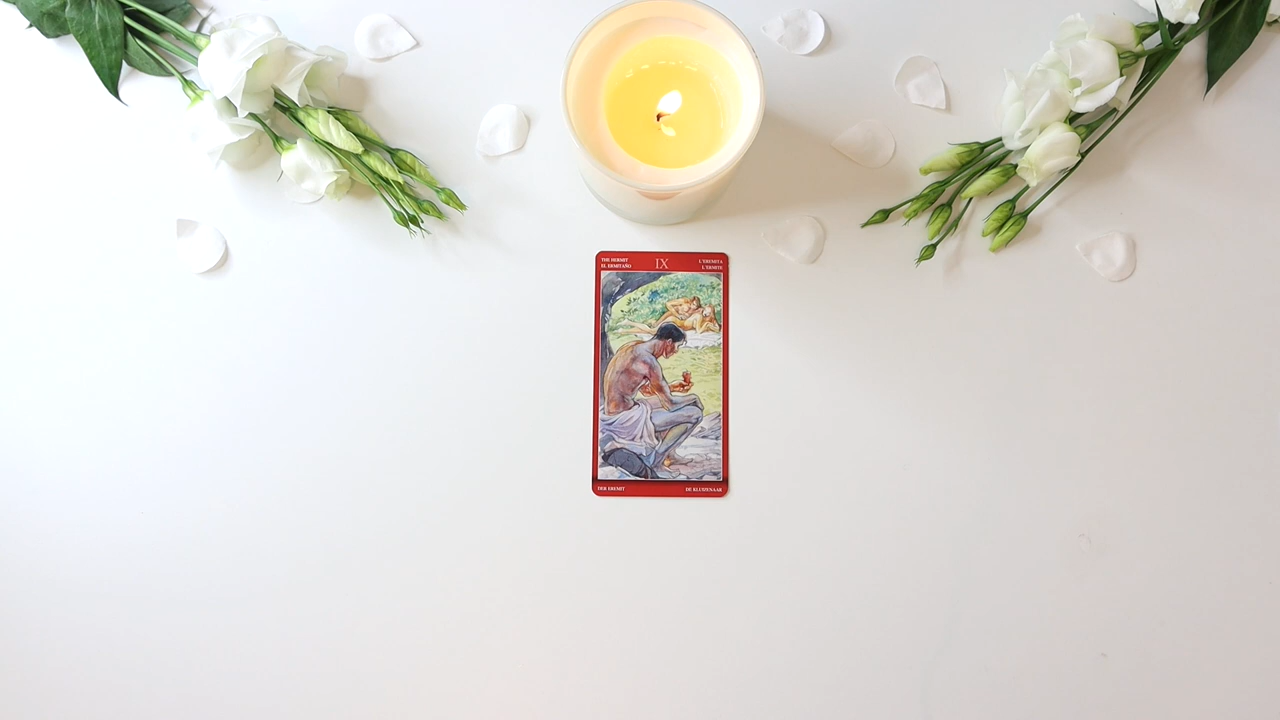 THE HERMIT
EL ERMITAÑO
IX
L'EREMITA
L'ERMITE
DER EREMIT
DE KLUIZENAAR